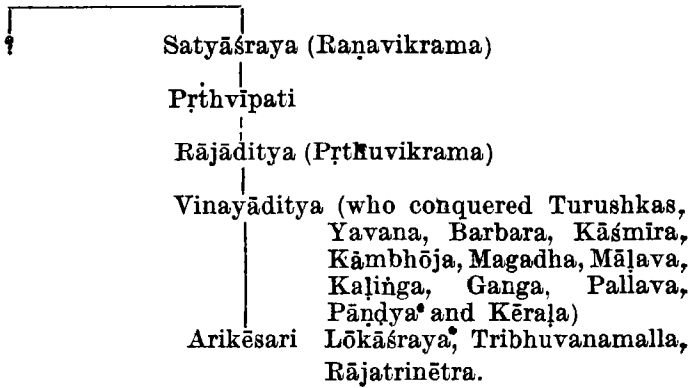 Satyāśraya (Raṇavikrama)
Pṛthvīpati
Rājāditya (Pṛthuvikrama)
Vinayāditya (who conquered Turushkas,
Yavana, Barbara, Kāśmīra,
Kāmbhōja, Magadha, Māḷava,
Kaḷiṅga, Ganga, Pallava,
Pāṇḍya and Kēraḷa)
Arikēsari Lōkāśraya, Tribhuvanamalla,
Rājatrinētra.